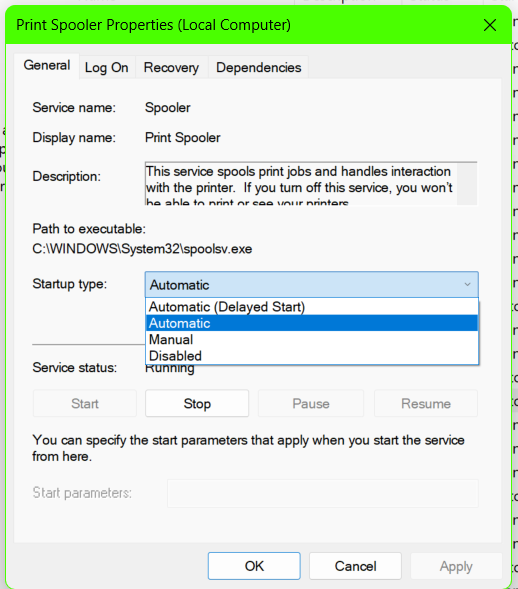 Print Spooler Properties (Local Computer)
General
Log On
Recovery
Dependencies
Service name:
Spooler
Display name:
Print Spooler
Description:
This service spools print jobs and handles interaction
with the printer. If you turn off this service, you won't
be able to print or see your printers
Path to executable:
C:\WINDOWS\System32\spoolsv.exe
Startup type:
Automatic
Automatic (Delayed Start)
Automatic
Manual
Disabled
Service status:
Running
Start
Stop
Pause
Resume
You can specify the start parameters that apply when you start the service
from here.
Start parameters:
OK
Cancel
Apply